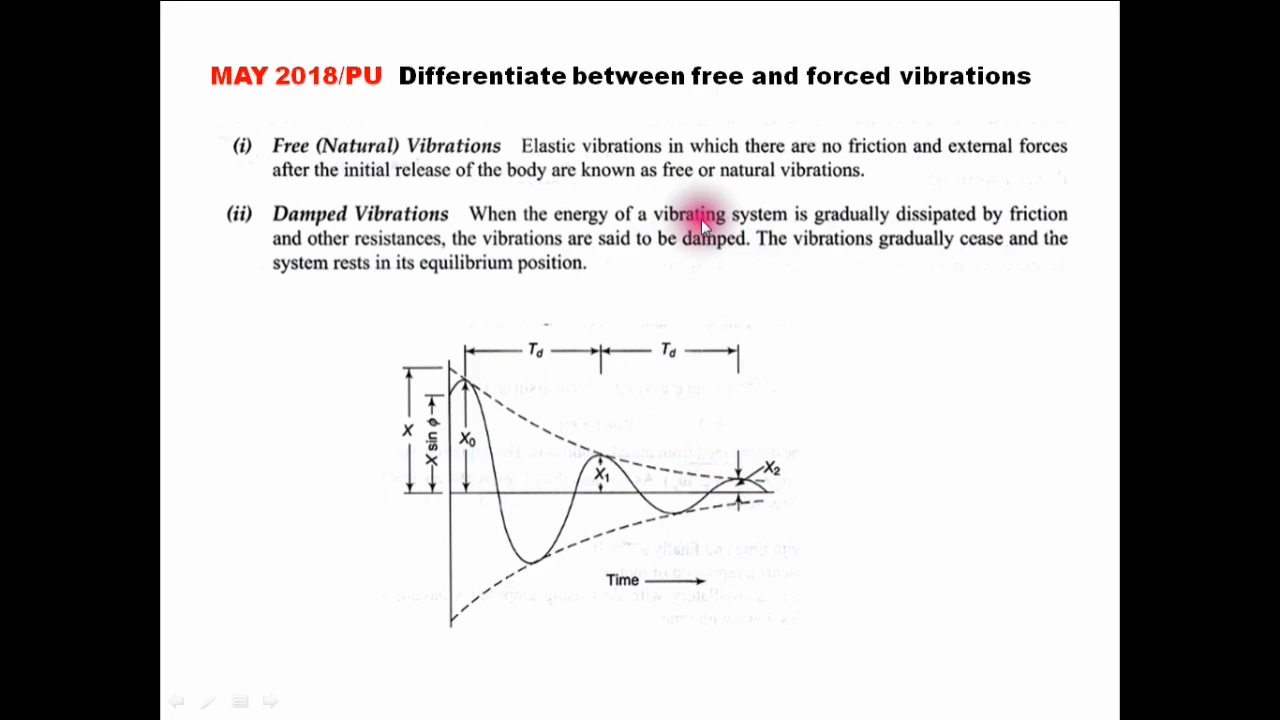 MAY 2018/PU Differentiate between free and forced vibrations
(i) Free (Natural) Vibrations Elastic vibrations in which there are no friction and external forces
after the initial release of the body are known as free or natural vibrations.
(ii) Damped Vibrations When the energy of a vibrating system is gradually dissipated by friction
and other resistances, the vibrations are said to be damped. The vibrations gradually cease and the
system rests in its equilibrium position.
Td Td
X
X sin φ
X0
X1
X2
Time